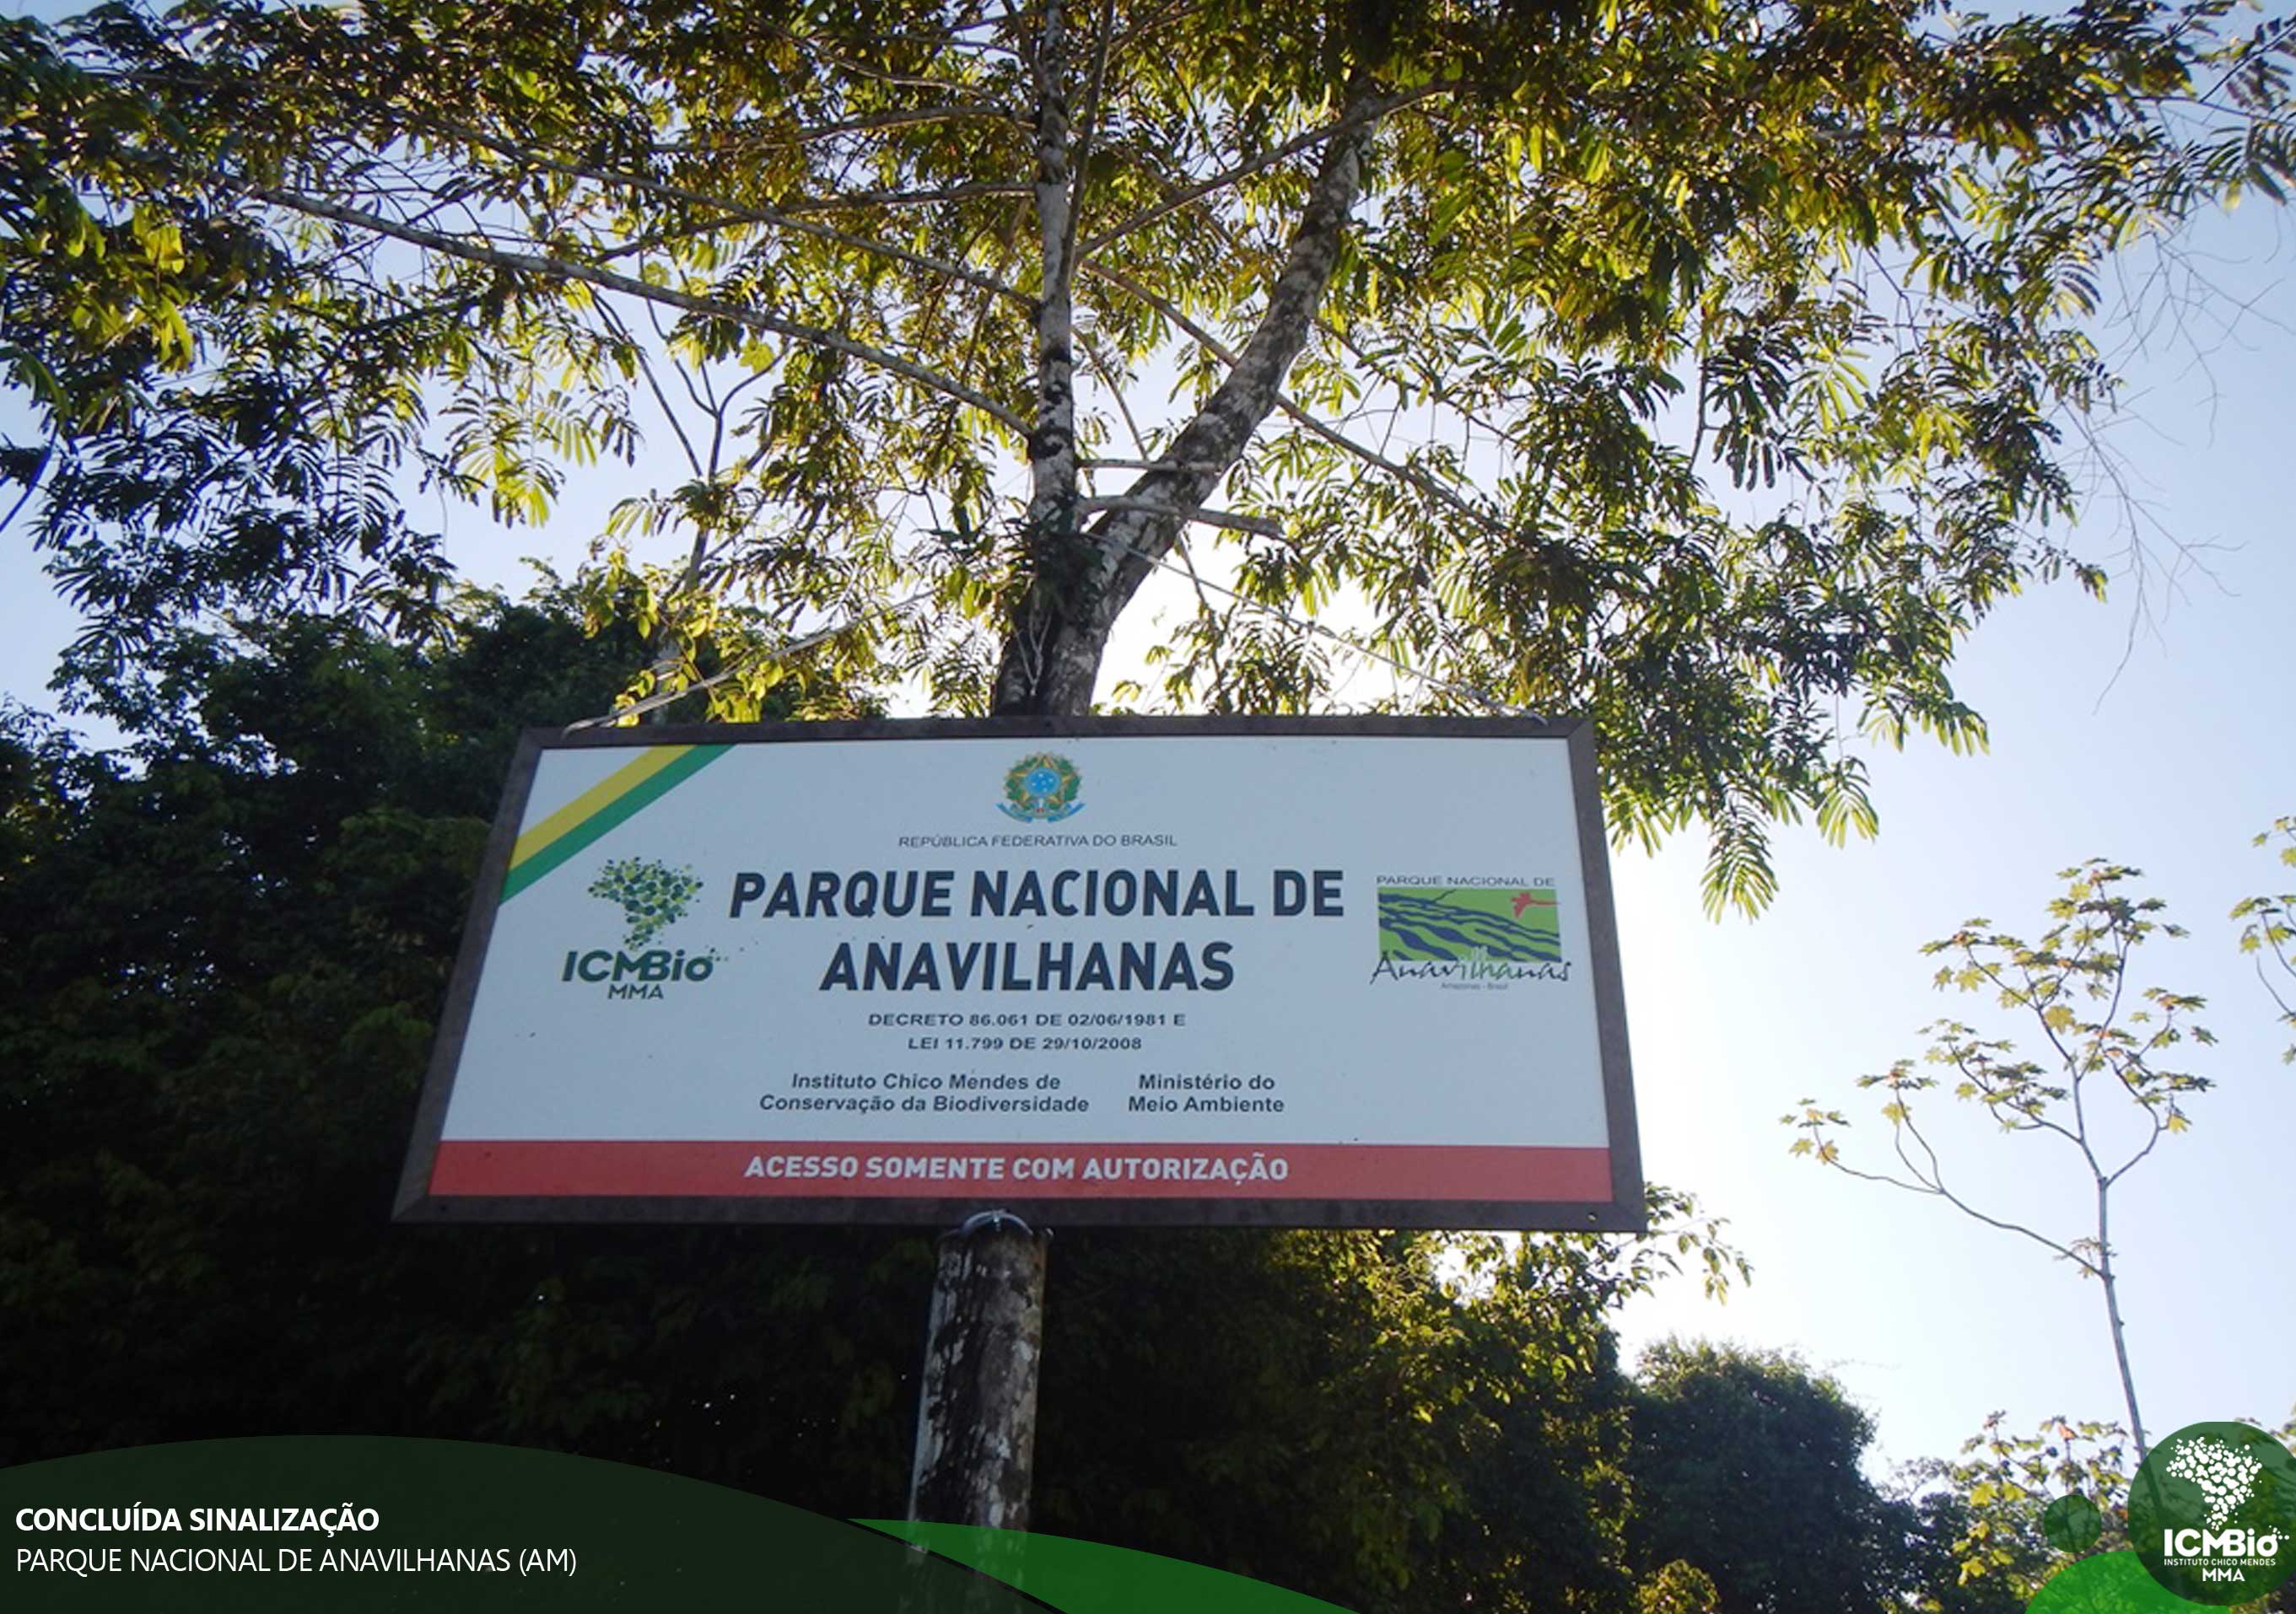 REPÚBLICA FEDERATIVA DO BRASIL
PARQUE NACIONAL DE
ANAVILHANAS
ICMBio
MMA
PARQUE NACIONAL DE
Anavilhanas
Amazonas - Brasil
DECRETO 86.061 DE 02/06/1981 E
LEI 11.799 DE 29/10/2008
Instituto Chico Mendes de
Conservação da Biodiversidade
Ministério do
Meio Ambiente
ACESSO SOMENTE COM AUTORIZAÇÃO
CONCLUÍDA SINALIZAÇÃO
PARQUE NACIONAL DE ANAVILHANAS (AM)
ICMBio
INSTITUTO CHICO MENDES
MMA